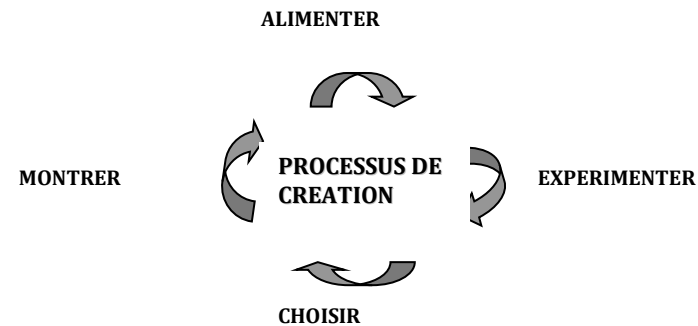 ALIMENTER
MONTRER
PROCESSUS DE
CREATION
EXPERIMENTER
CHOISIR